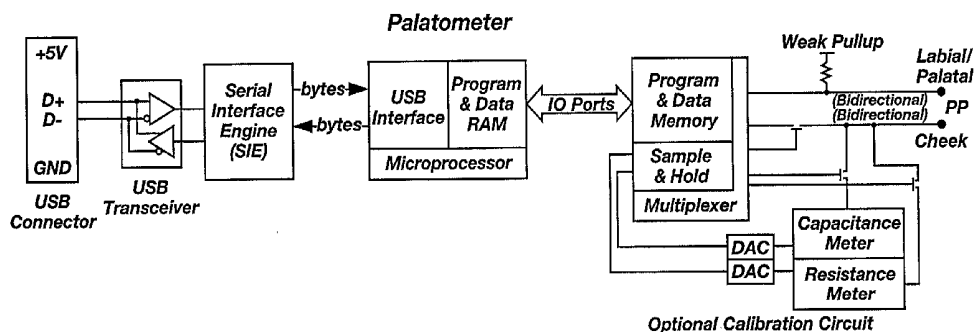 Palatometer
+5V
D+
D-
GND
USB
Connector
USB
Transceiver
Serial
Interface
Engine
(SIE)
bytes
bytes
USB
Interface
Program
& Data
RAM
Microprocessor
IO Ports
Program
& Data
Memory
Sample
& Hold
Multiplexer
Weak Pullup
Labial/
Palatal
(Bidirectional)
(Bidirectional)
PP
Cheek
DAC
DAC
Capacitance
Meter
Resistance
Meter
Optional Calibration Circuit